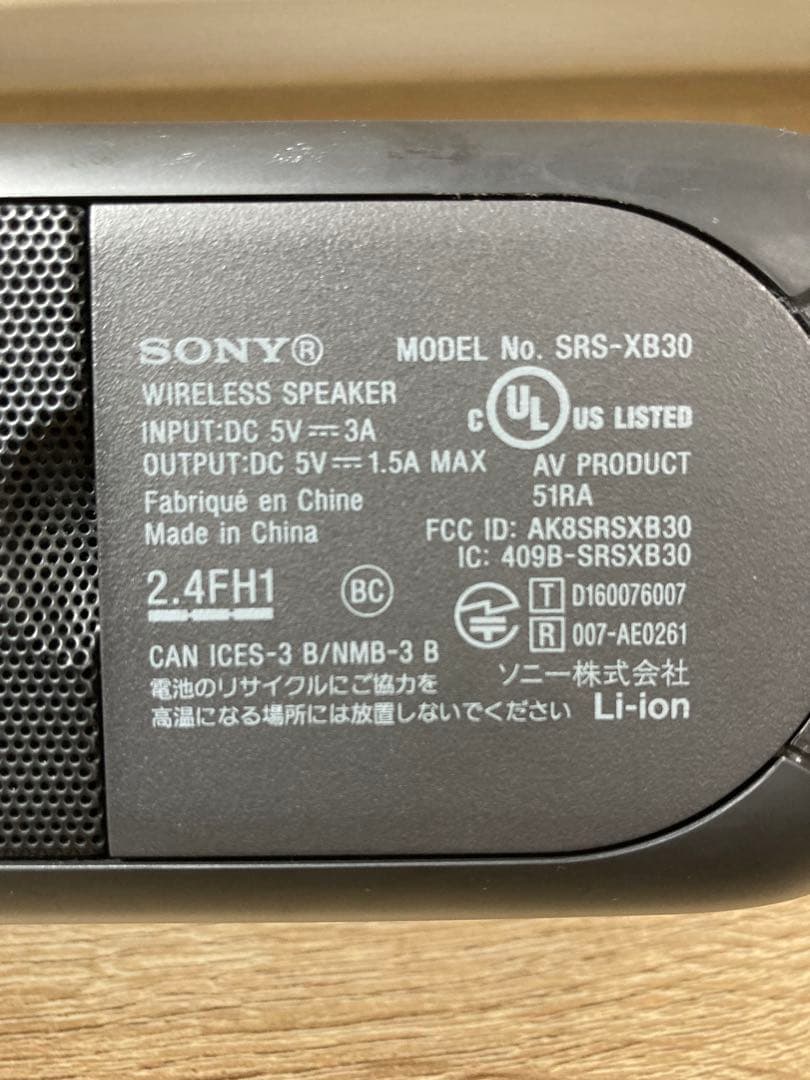 SONY® MODEL No. SRS-XB30
WIRELESS SPEAKER
INPUT:DC 5V 3A
OUTPUT:DC 5V 1.5A MAX
Fabriqué en Chine
Made in China
C UL US LISTED
AV PRODUCT
51RA
FCC ID: AK8SRSXB30
IC: 409B-SRSXB30
2.4FH1 BC
T D160076007
R 007-AE0261
CAN ICES-3 B/NMB-3 B
ソニー株式会社
電池のリサイクルにご協力を
高温になる場所には放置しないでください Li-ion